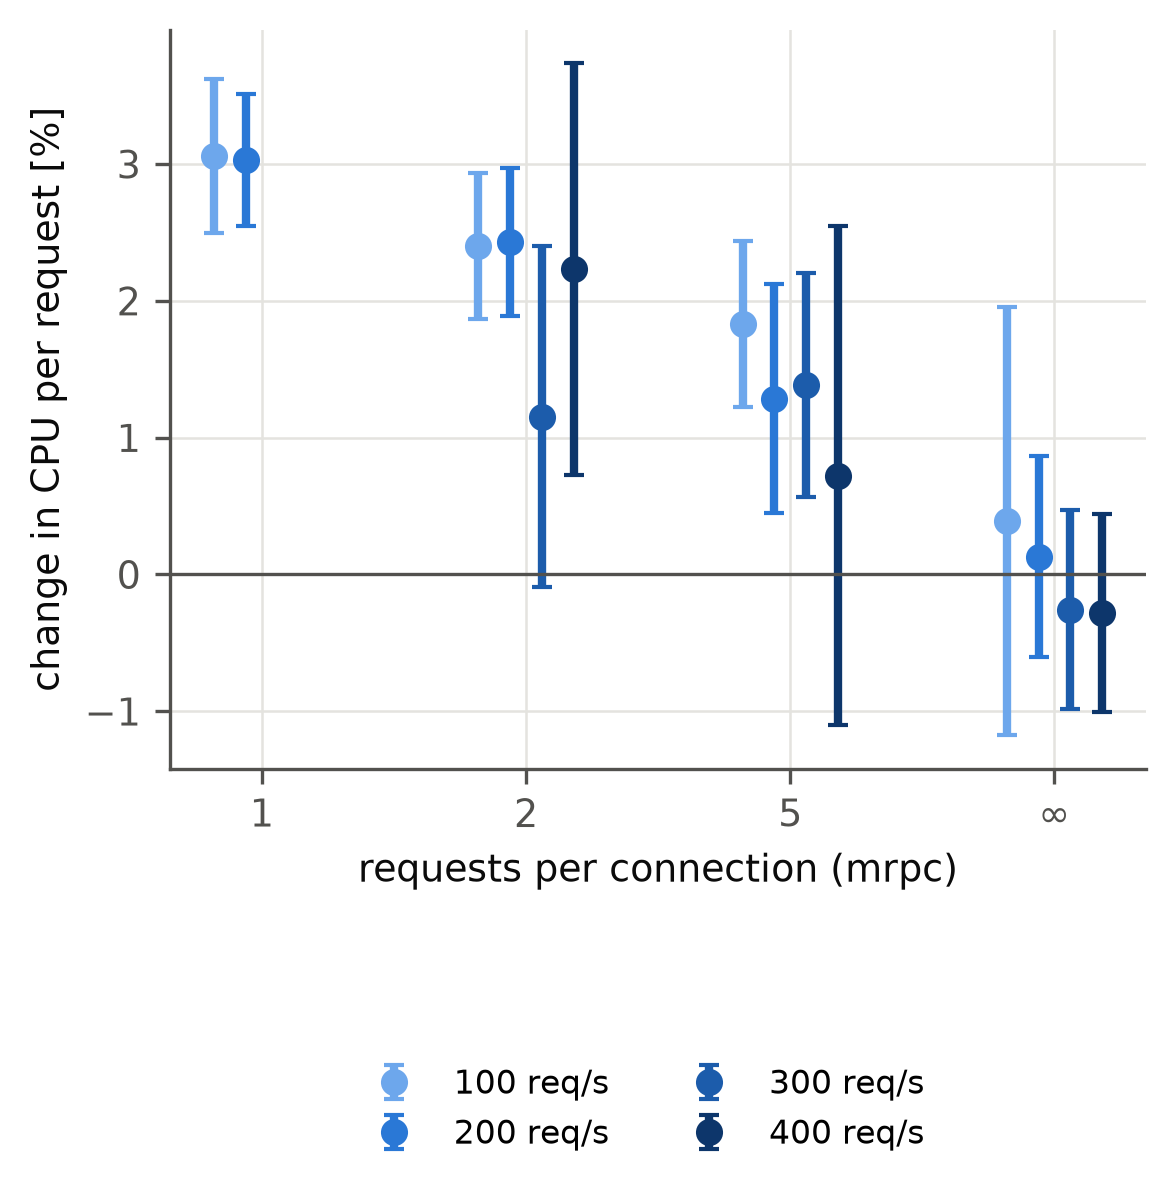 change in CPU per request [%]
3
2
1
0
−1
1 2 5 ∞
requests per connection (mrpc)
100 req/s 300 req/s
200 req/s 400 req/s